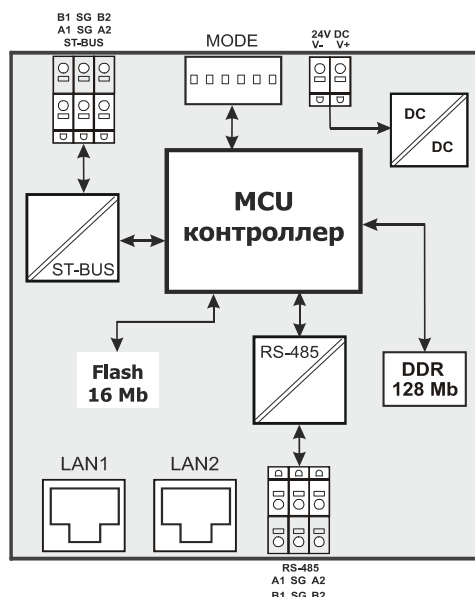 B1 SG B2
A1 SG A2
ST-BUS
MODE
24V DC
V- V+
DC
DC
MCU
контроллер
ST-BUS
Flash
16 Mb
RS-485
DDR
128 Mb
LAN1
LAN2
RS-485
A1 SG A2
B1 SG B2